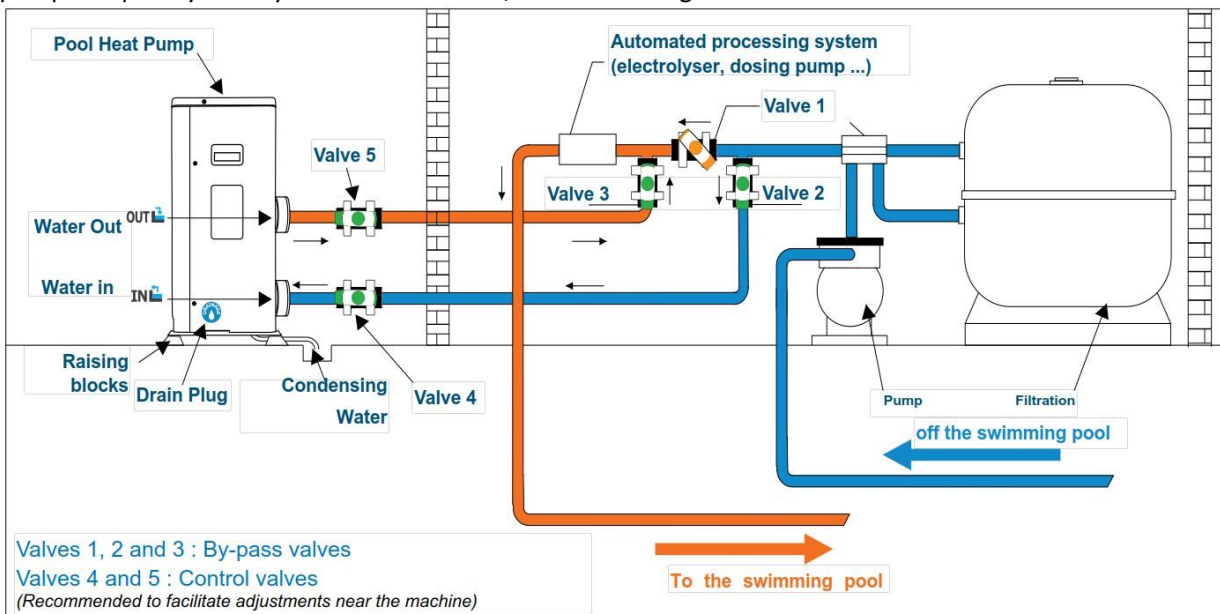 Pool Heat Pump
Automated processing system
(electrolyser, dosing pump ...)
Valve 1
Valve 5
Valve 3
Valve 2
OUT
Water Out
Water in
IN
Raising
blocks
Drain Plug
Condensing
Water
Valve 4
Pump
Filtration
off the swimming pool
To the swimming pool
Valves 1, 2 and 3 : By-pass valves
Valves 4 and 5 : Control valves
(Recommended to facilitate adjustments near the machine)